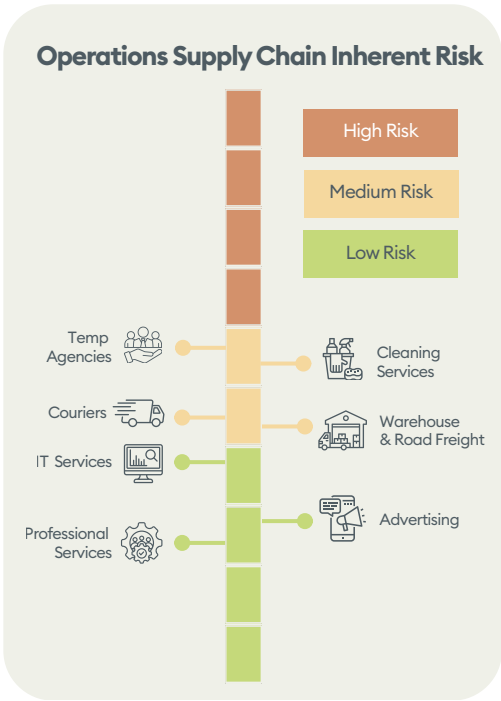 Operations Supply Chain Inherent Risk
High Risk
Medium Risk
Low Risk
Temp
Agencies
Cleaning
Services
Couriers
Warehouse
& Road Freight
IT Services
Advertising
Professional
Services